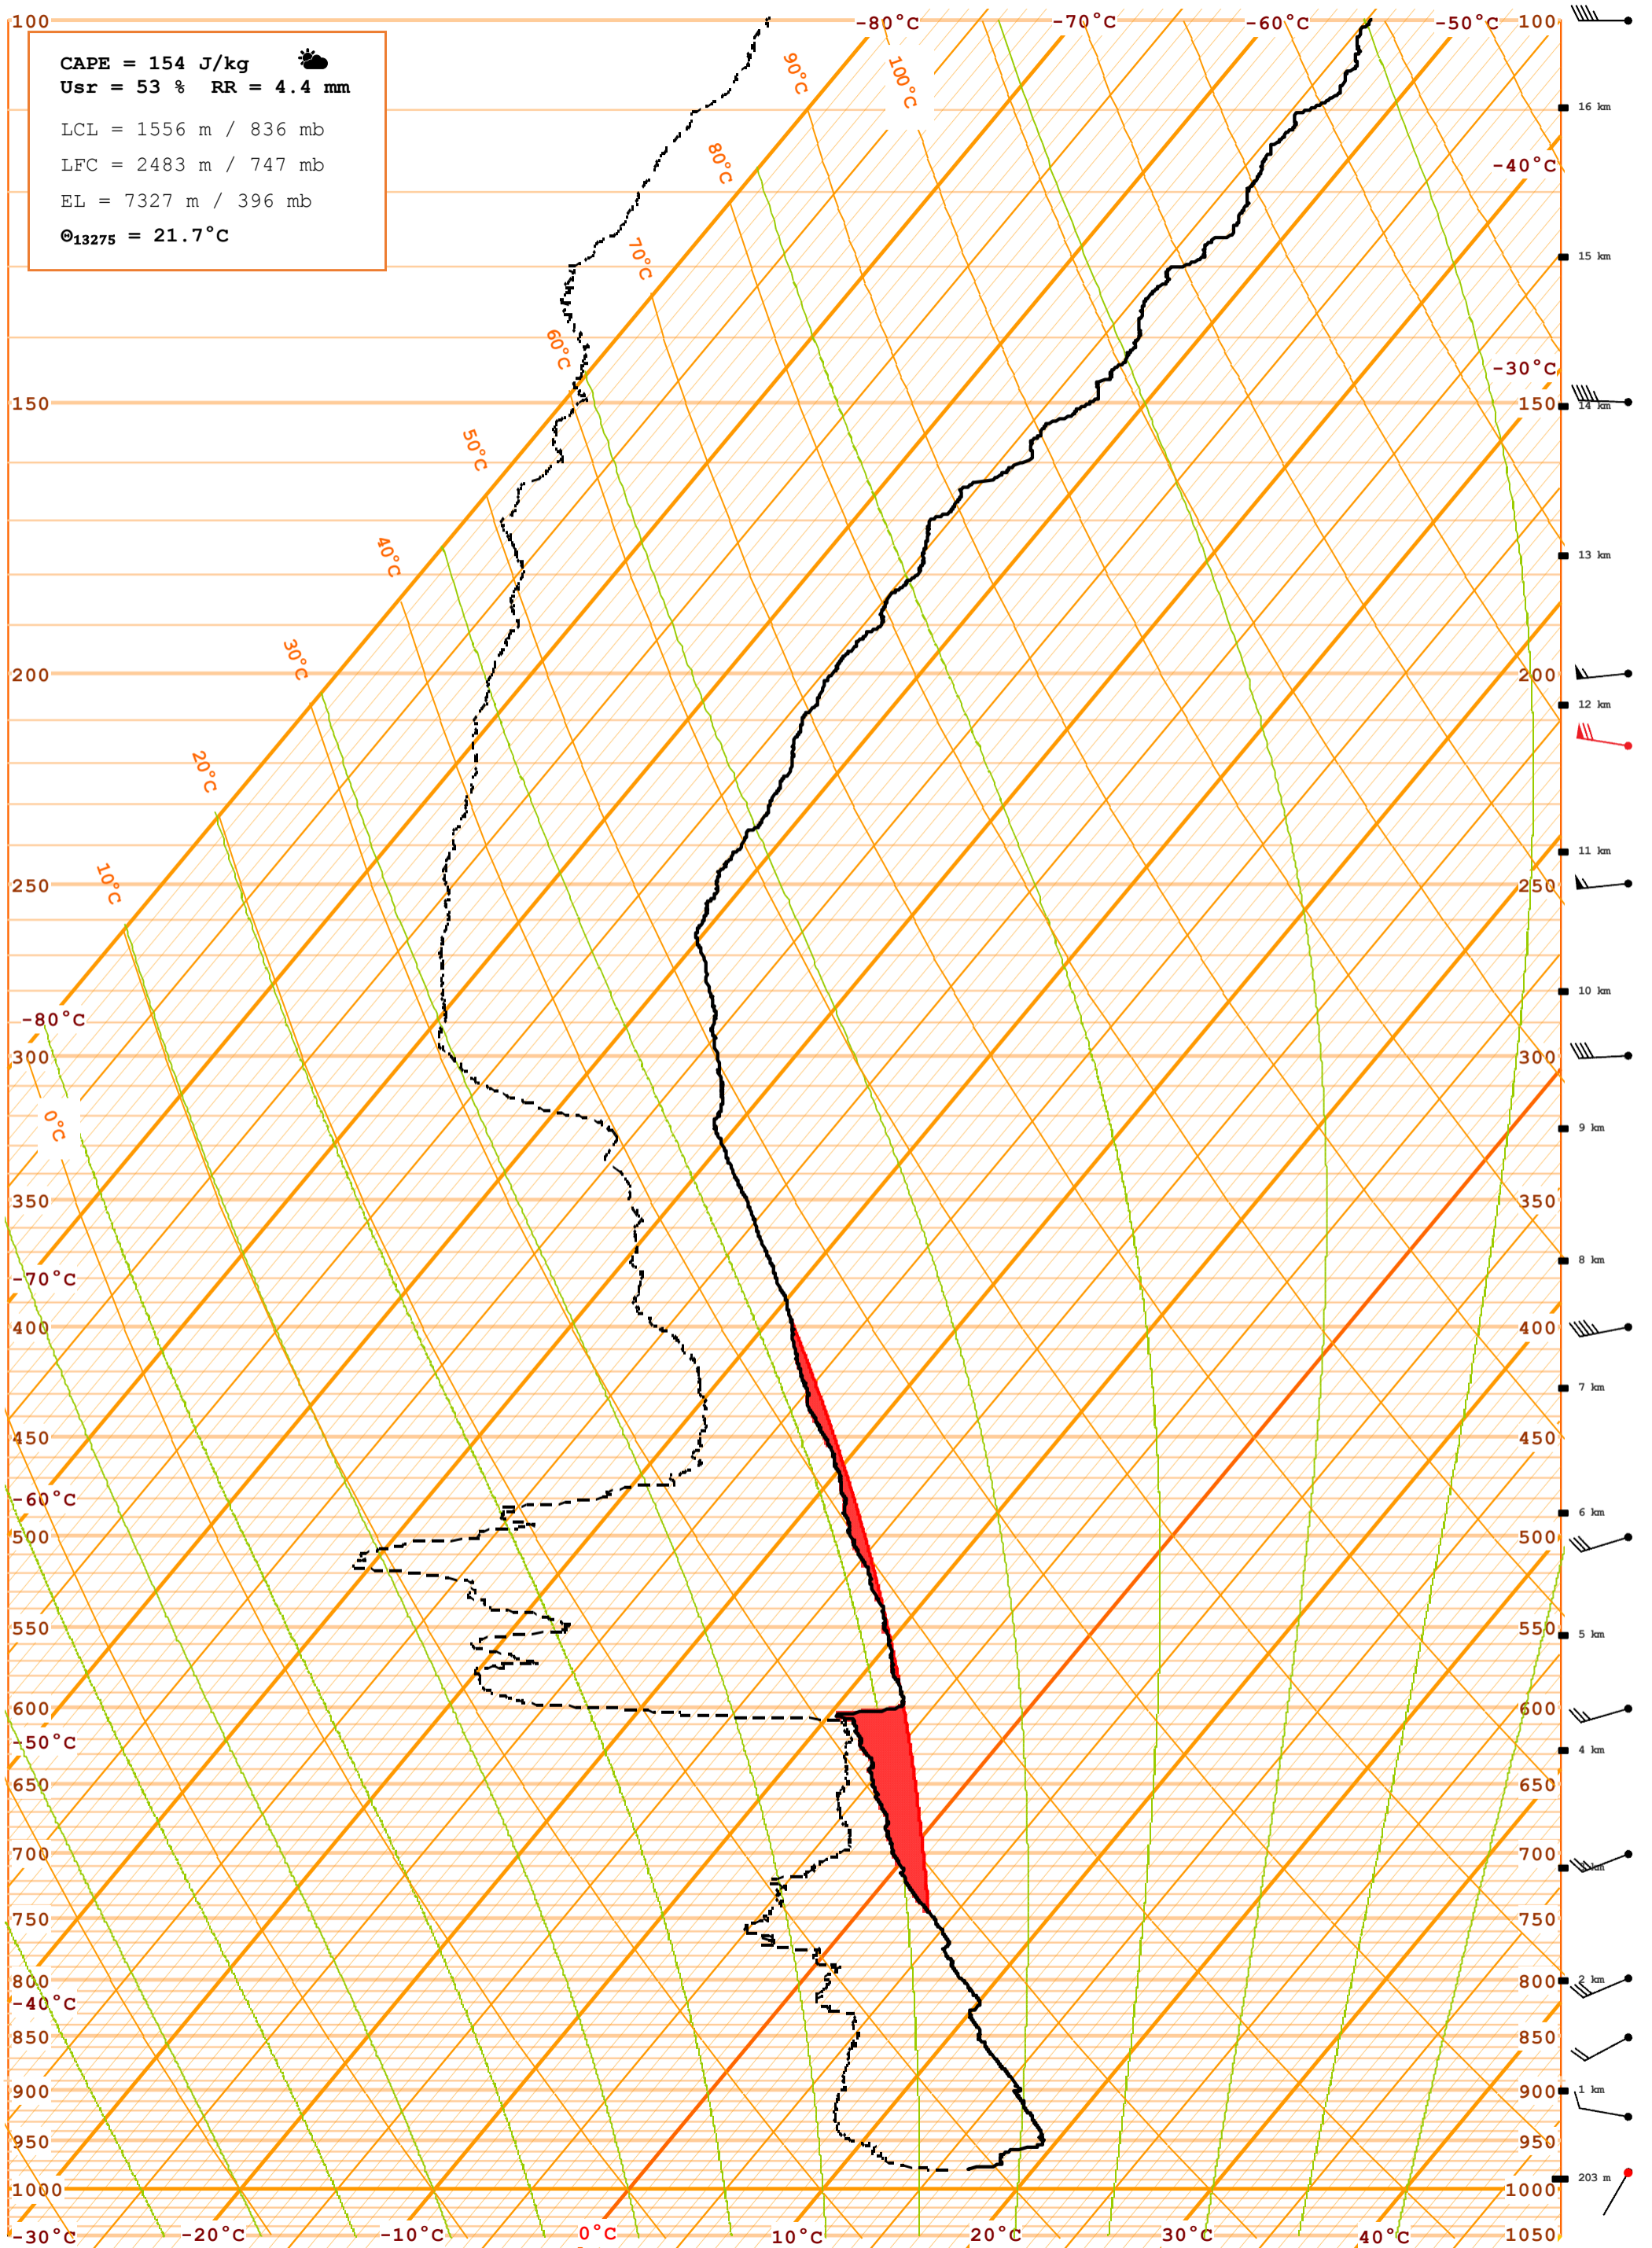 100 -80°C -70°C -60°C -50°C 100
CAPE = 154 J/kg
Usr = 53 % RR = 4.4 mm
LCL = 1556 m / 836 mb
LFC = 2483 m / 747 mb
EL = 7327 m / 396 mb
Θ13275 = 21.7°C
90°C 100°C
16 km
80°C -40°C
70°C 15 km
60°C -30°C
150 150 14 km
50°C
40°C 13 km
30°C 200 200
12 km
20°C
11 km
10°C 250 250
10 km
-80°C
300 300
0°C 9 km
350 350
8 km
-70°C
400 400
7 km
450 450
-60°C
6 km
500 500
550 550
5 km
600 600
-50°C 4 km
650 650
700 700
750 750
800 800 2 km
-40°C
850 850
900 900 1 km
950 950
203 m
1000 1000
-30°C -20°C -10°C 0°C 10°C 20°C 30°C 40°C 1050